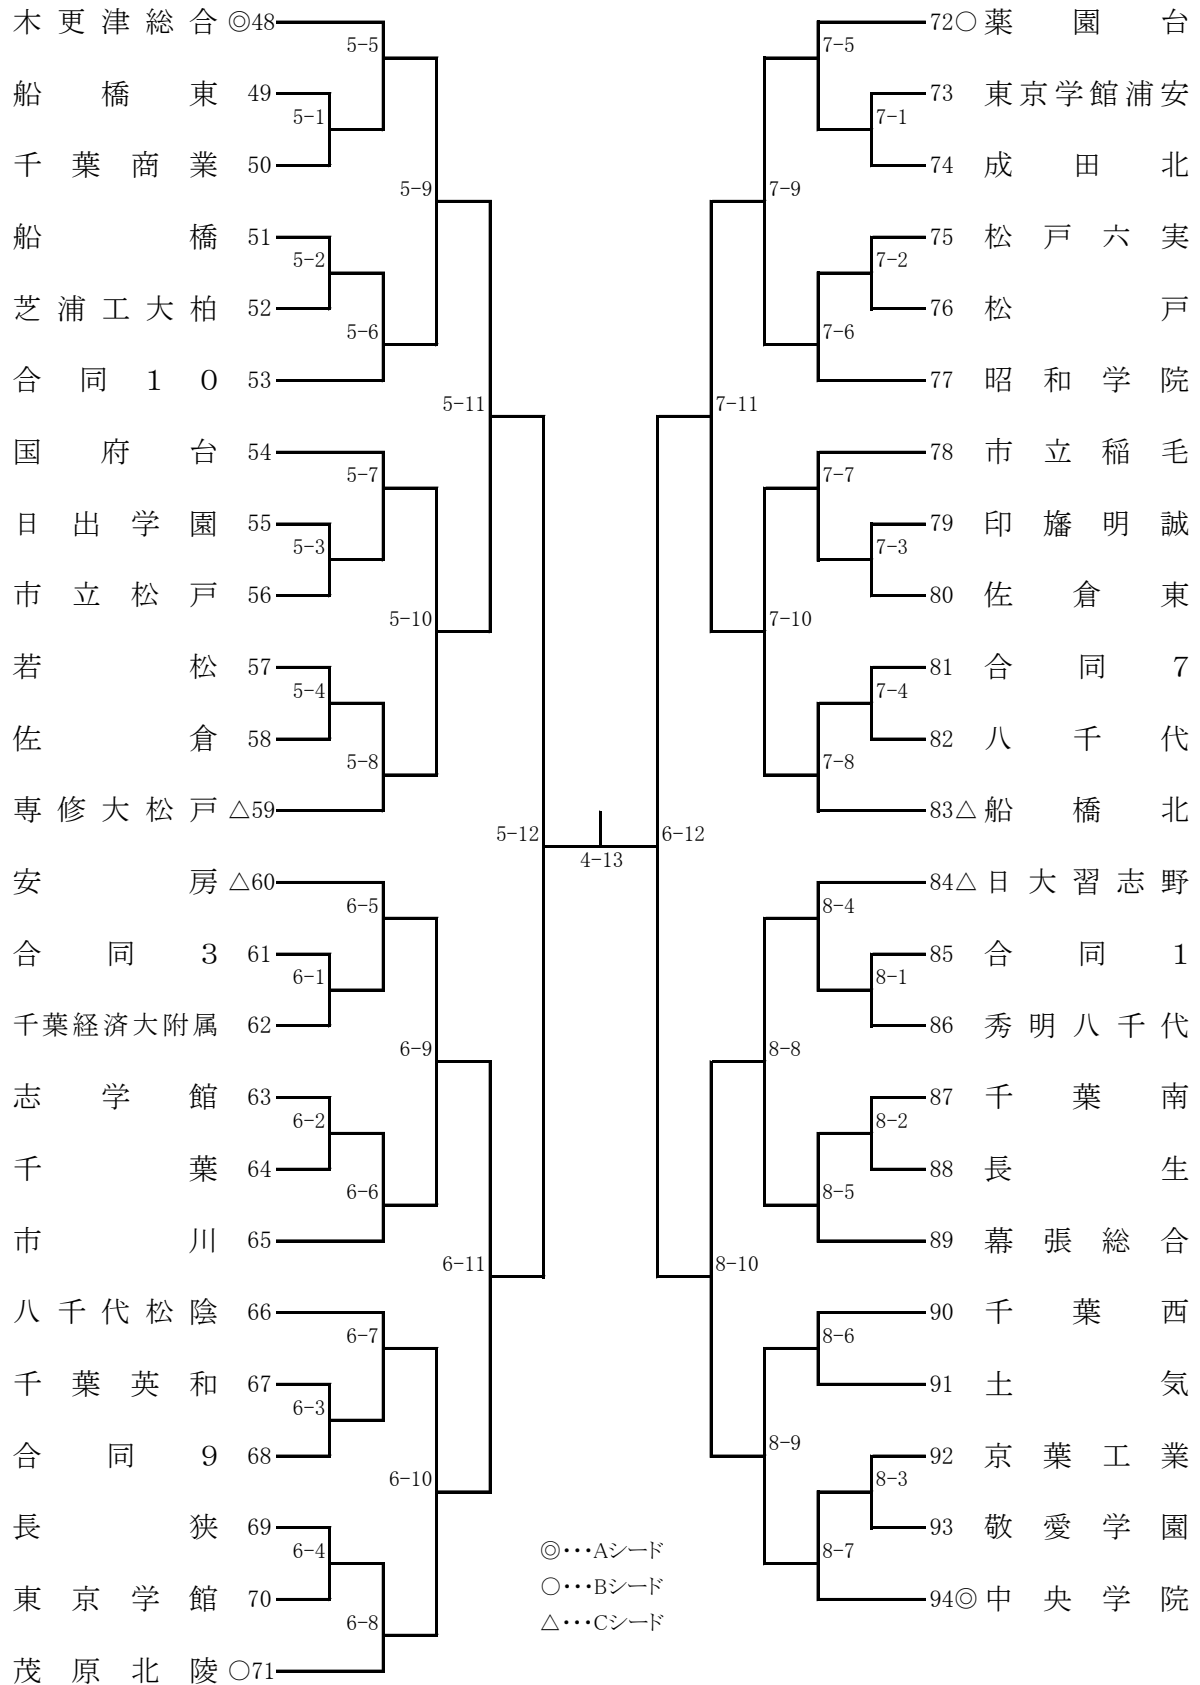 木更津総合 ◎48
5-5
船橋東 49
5-1
千葉商業 50
5-9
船橋 51
5-2
芝浦工大柏 52
5-6
合同１０ 53
5-11
国府台 54
5-7
日出学園 55
5-3
市立松戸 56
5-10
若松 57
5-4
佐倉 58
5-8
専修大松戸 △59
5-12
安房 △60
6-5
合同３ 61
6-1
千葉経済大附属 62
6-9
志学館 63
6-2
千葉 64
6-6
市川 65
6-11
八千代松陰 66
6-7
千葉英和 67
6-3
合同９ 68
6-10
長狭 69
6-4
東京学館 70
6-8
茂原北陵 ○71
4-13
72○ 薬園台
7-5
73 東京学館浦安
7-1
74 成田北
7-9
75 松戸六実
7-2
76 松戸
7-6
77 昭和学院
7-11
78 市立稲毛
7-7
79 印旛明誠
7-3
80 佐倉東
7-10
81 合同７
7-4
82 八千代
7-8
83△ 船橋北
6-12
84△ 日大習志野
8-4
85 合同１
8-1
86 秀明八千代
8-8
87 千葉南
8-2
88 長生
8-5
89 幕張総合
8-10
90 千葉西
8-6
91 土気
8-9
92 京葉工業
8-3
93 敬愛学園
8-7
94◎ 中央学院
◎・・・Aシード
○・・・Bシード
△・・・Cシード